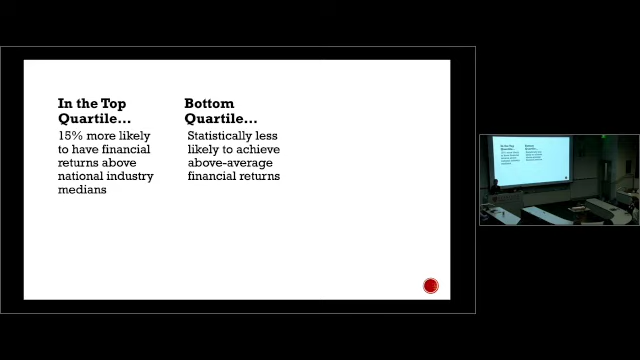 In the Top
Quartile...
15% more likely
to have financial
returns above
national industry
medians
Bottom
Quartile...
Statistically less
likely to achieve
above-average
financial returns